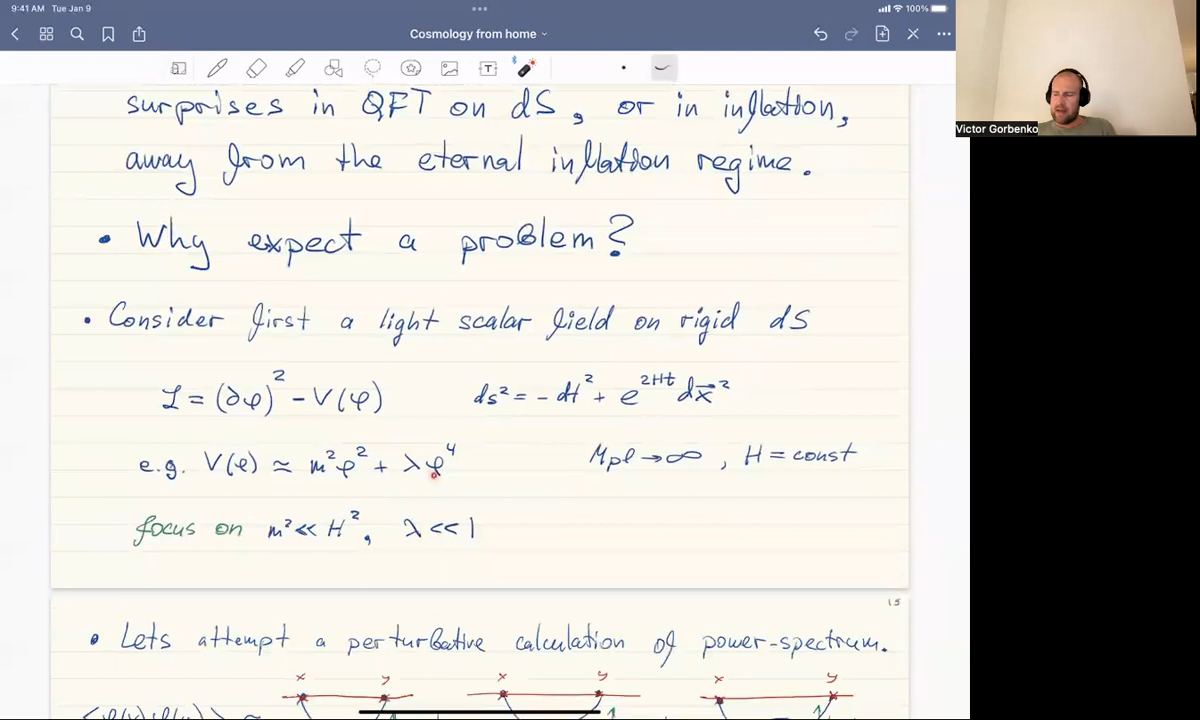 9:41 AM Tue Jan 9
100%
Cosmology from home
Victor Gorbenko
surprises in QFT on dS, or in inflation,
away from the eternal inflation regime.
• Why expect a problem?
• Consider first a light scalar field on rigid dS
ℒ = (∂φ)² - V(φ) ds² = - dt² + e^{2Ht} dx⃗²
e.g. V(φ) ≃ m²φ² + λφ⁴ Mpl → ∞, H = const
focus on m² << H², λ << 1
15
• Lets attempt a perturbative calculation of power-spectrum.
x y x y x y